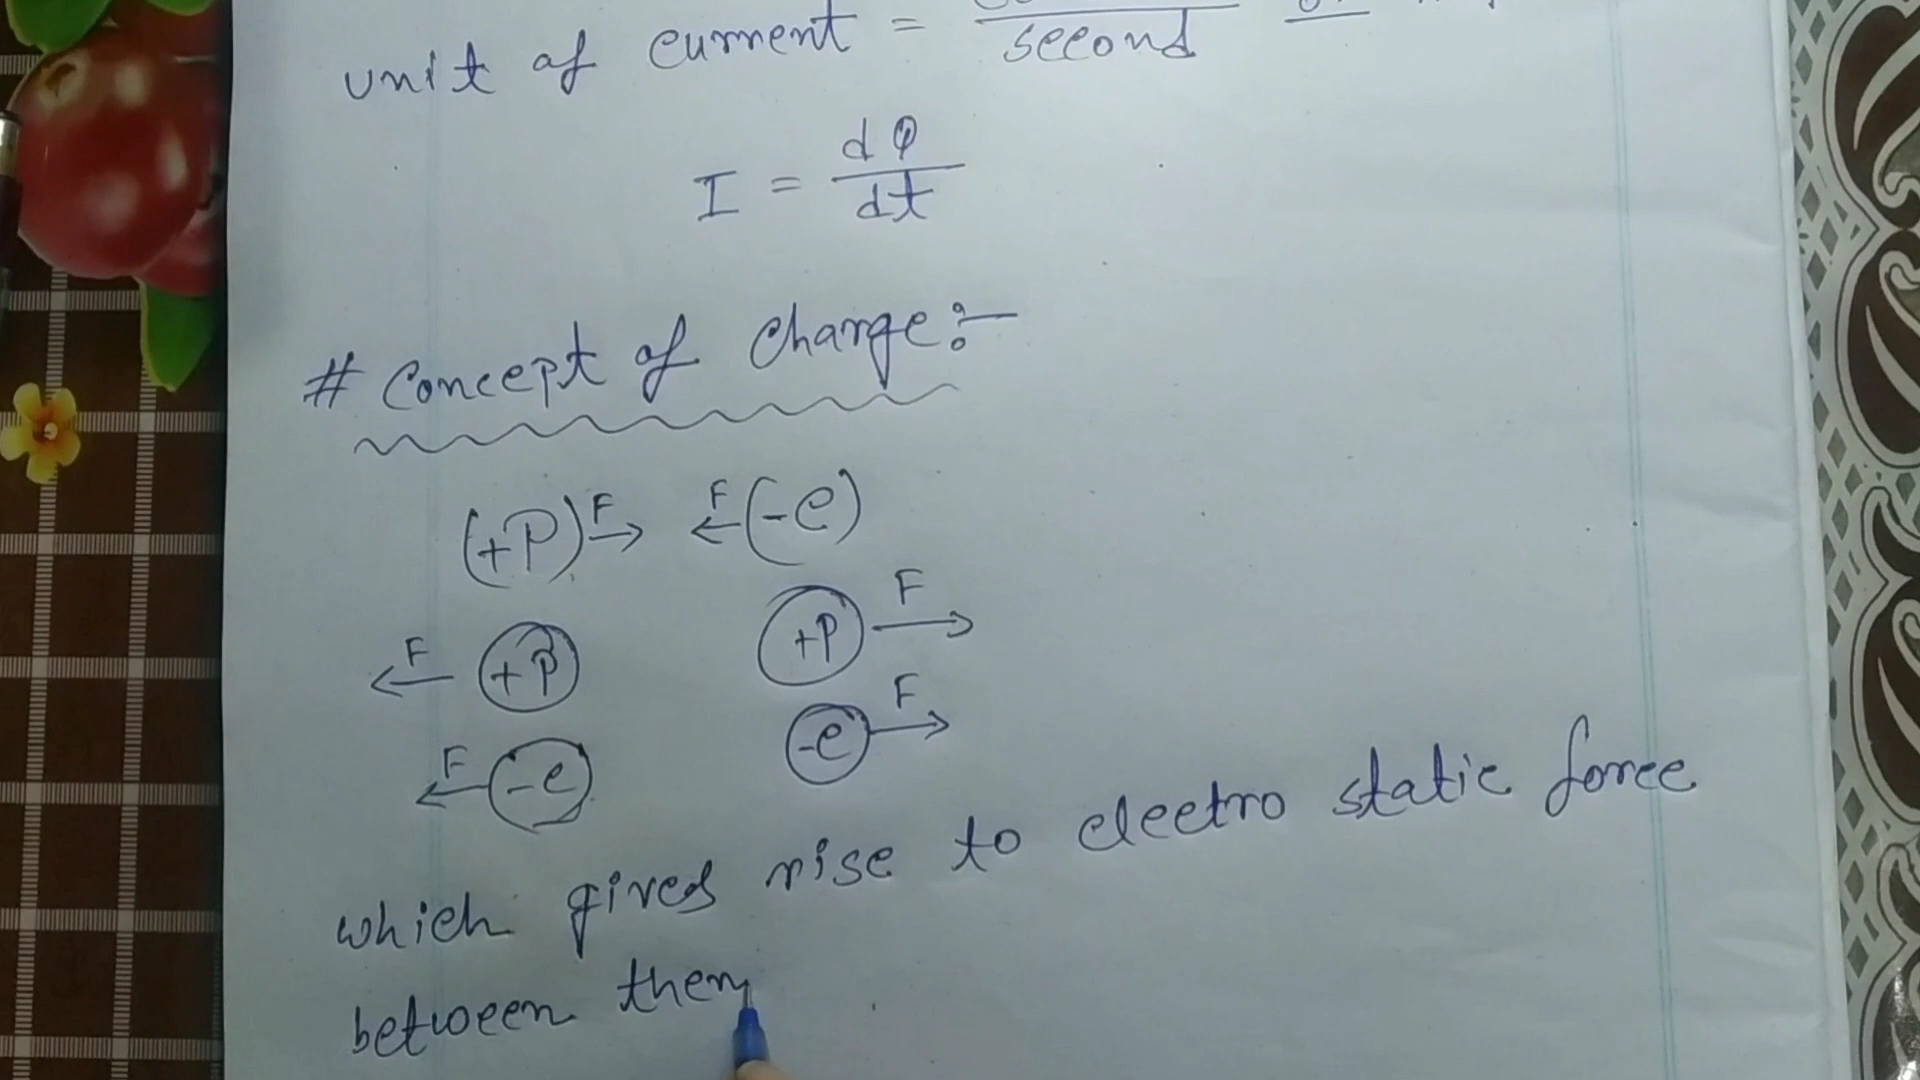 unit of current = second
I = dQ/dt
# Concept of Charge:-
(+P) F → ← F (-e)
← F +P +P F →
← F -e -e F →
which gives rise to electro static force
between them